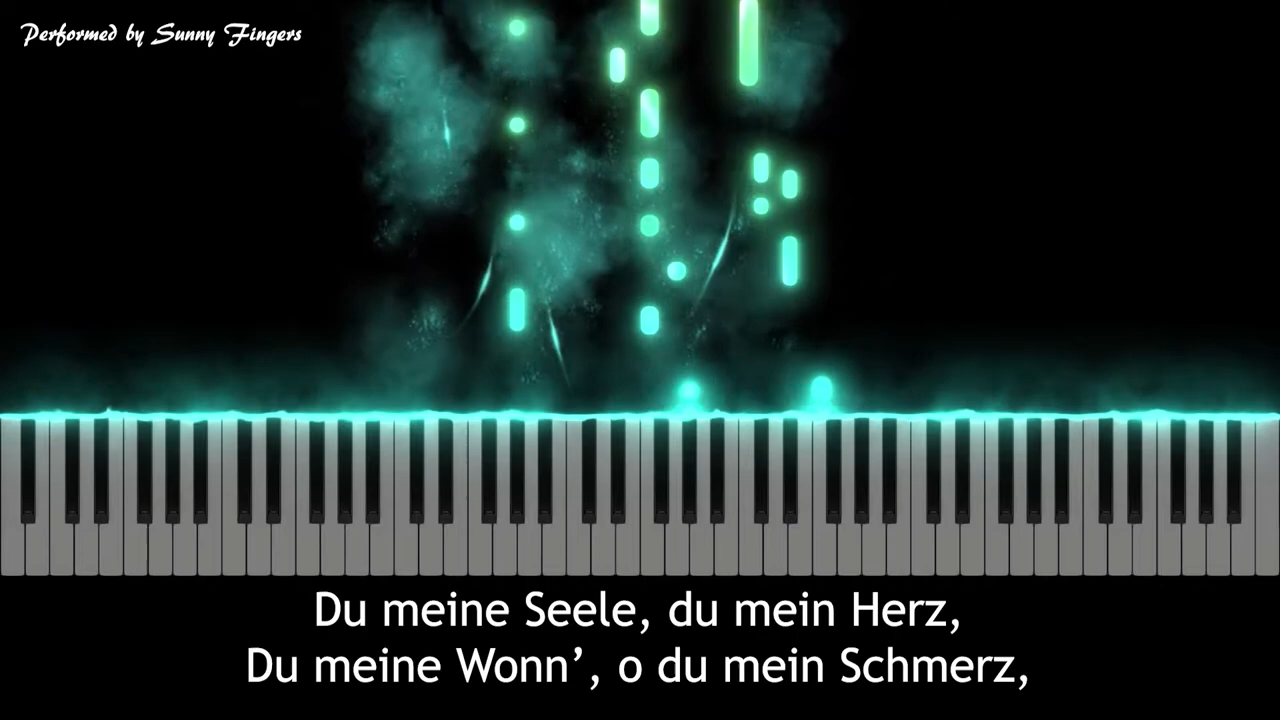 Performed by Sunny Fingers
Du meine Seele, du mein Herz,
Du meine Wonn’, o du mein Schmerz,